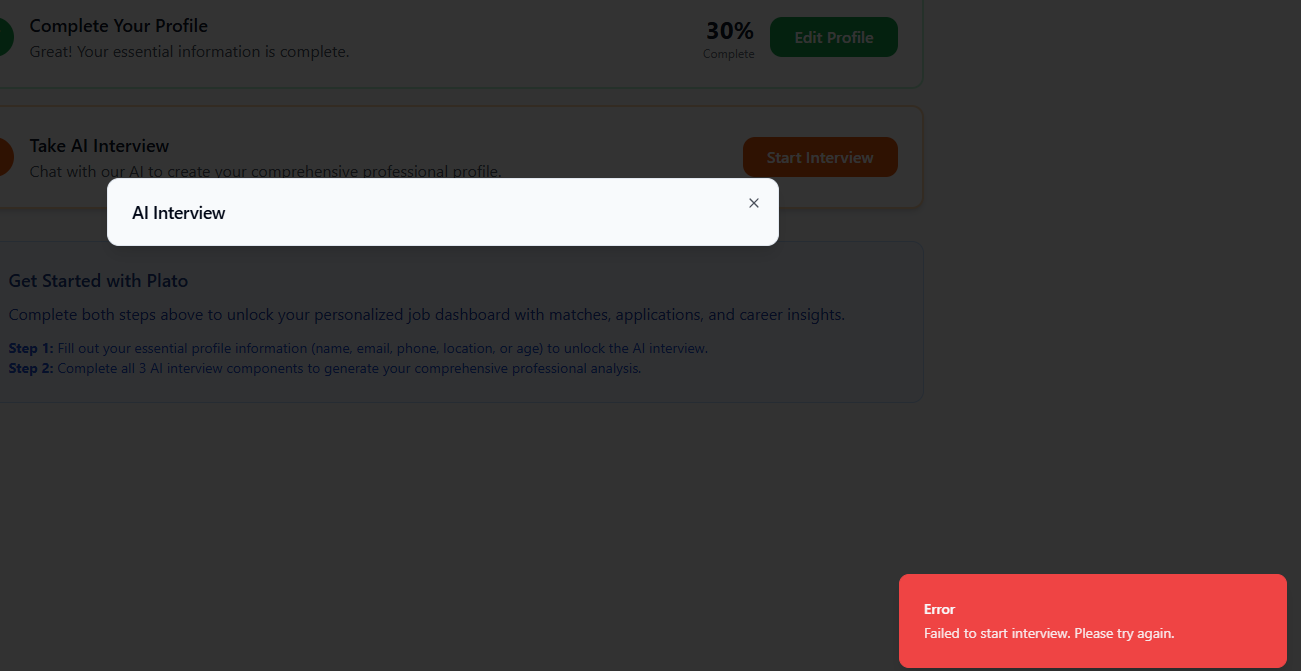 Complete Your Profile
Great! Your essential information is complete.
30%
Complete
Edit Profile
Take AI Interview
Chat with our AI to create your comprehensive professional profile.
Start Interview
AI Interview
Get Started with Plato
Complete both steps above to unlock your personalized job dashboard with matches, applications, and career insights.
Step 1: Fill out your essential profile information (name, email, phone, location, or age) to unlock the AI interview.
Step 2: Complete all 3 AI interview components to generate your comprehensive professional analysis.
Error
Failed to start interview. Please try again.